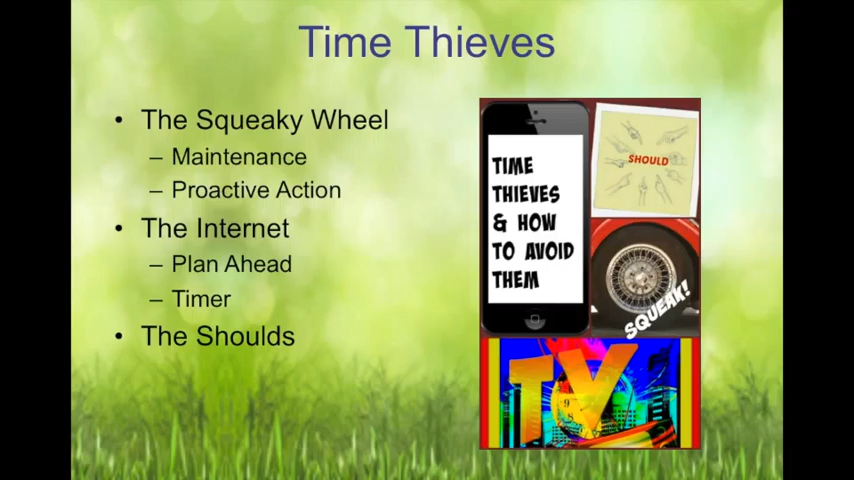 Time Thieves
• The Squeaky Wheel
– Maintenance
– Proactive Action
• The Internet
– Plan Ahead
– Timer
• The Shoulds
TIME
THIEVES
& HOW
TO AVOID
THEM
SHOULD
SQUEAK!
TV